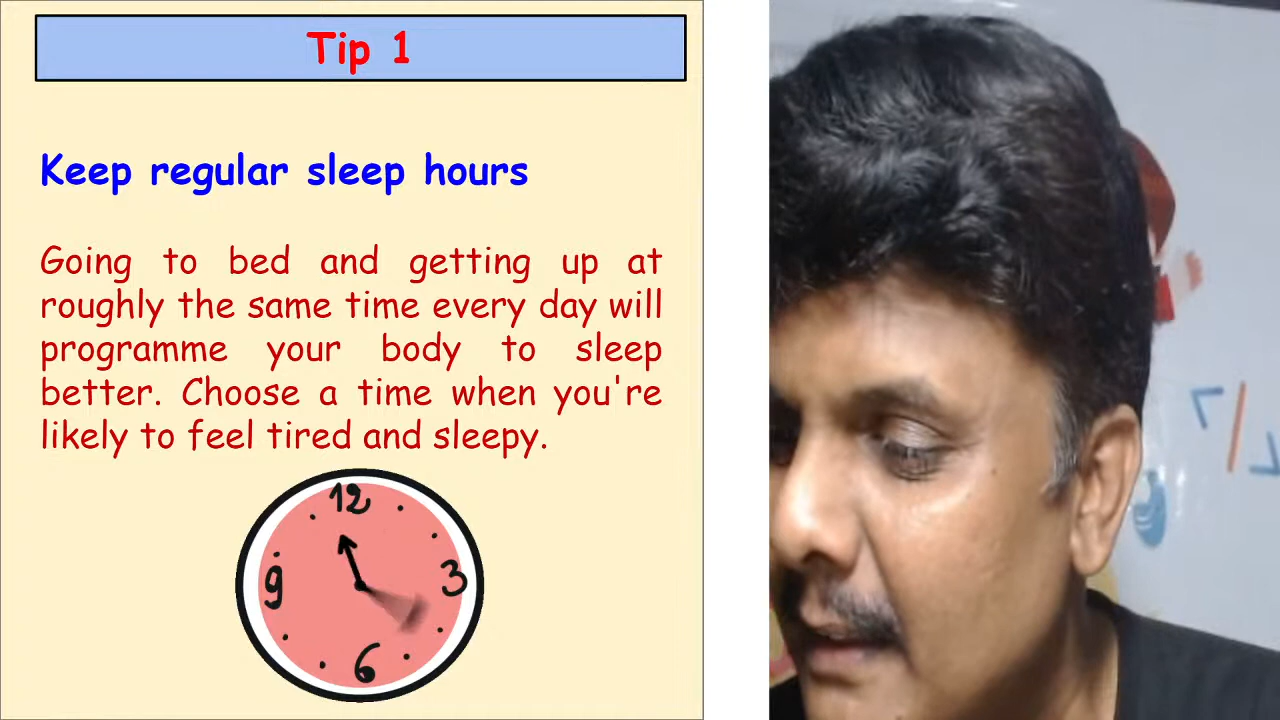 Tip 1
Keep regular sleep hours
Going to bed and getting up at
roughly the same time every day will
programme your body to sleep
better. Choose a time when you're
likely to feel tired and sleepy.
12
9 3
6